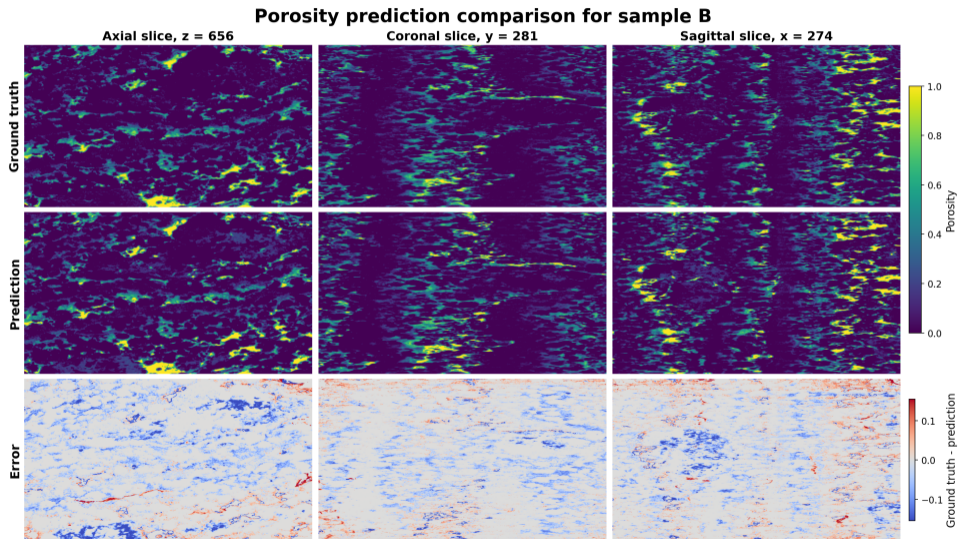 Porosity prediction comparison for sample B
Axial slice, z = 656
Coronal slice, y = 281
Sagittal slice, x = 274
Ground truth
Prediction
Error
1.0
0.8
0.6
0.4
0.2
0.0
Porosity
0.1
0.0
−0.1
Ground truth - prediction